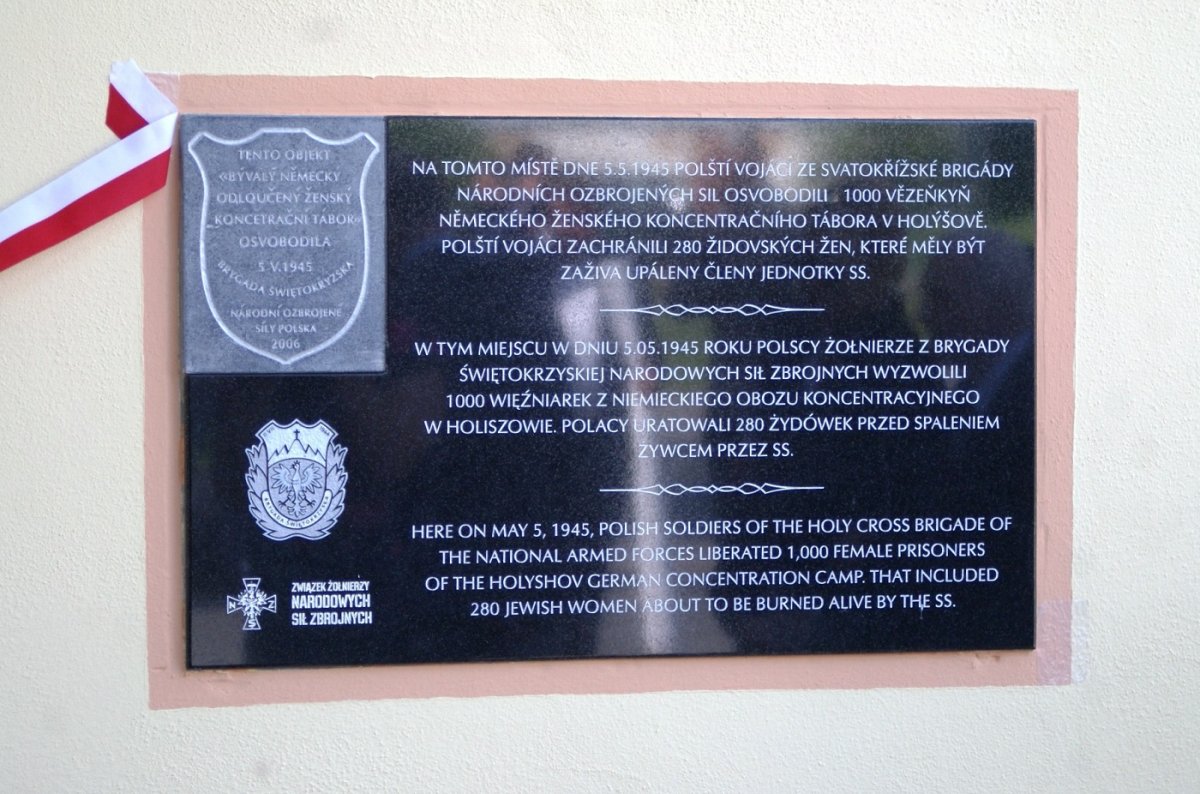 TENTO OBJEKT
«BÝVALÝ NĚMECKÝ
ODLOUČENÝ ŽENSKÝ
KONCETRAČNÍ TÁBOR»
OSVOBODILA
5.V.1945
BRYGADA ŚWIĘTOKRYZSKA
NÁRODNÍ OZBROJENE
SÍLY POLSKA
2006
NA TOMTO MÍSTĚ DNE 5.5.1945 POLŠTÍ VOJÁCI ZE SVATOKŘÍŽSKÉ BRIGÁDY
NÁRODNÍCH OZBROJENÝCH SIL OSVOBODILI 1000 VĚZEŇKYŇ
NĚMECKÉHO ŽENSKÉHO KONCENTRAČNÍHO TÁBORA V HOLÝŠOVĚ.
POLŠTÍ VOJÁCI ZACHRÁNILI 280 ŽIDOVSKÝCH ŽEN, KTERÉ MĚLY BÝT
ZAŽIVA UPÁLENY ČLENY JEDNOTKY SS.
W TYM MIEJSCU W DNIU 5.05.1945 ROKU POLSCY ŻOŁNIERZE Z BRYGADY
ŚWIĘTOKRZYSKIEJ NARODOWYCH SIŁ ZBROJNYCH WYZWOLILI
1000 WIĘŹNIAREK Z NIEMIECKIEGO OBOZU KONCENTRACYJNEGO
W HOLISZOWIE. POLACY URATOWALI 280 ŻYDÓWEK PRZED SPALENIEM
ŻYWCEM PRZEZ SS.
HERE ON MAY 5, 1945, POLISH SOLDIERS OF THE HOLY CROSS BRIGADE OF
THE NATIONAL ARMED FORCES LIBERATED 1,000 FEMALE PRISONERS
OF THE HOLYSHOV GERMAN CONCENTRATION CAMP. THAT INCLUDED
280 JEWISH WOMEN ABOUT TO BE BURNED ALIVE BY THE SS.
BRYGADA ŚWIĘTOKRZYSKA
N Z S
ZWIĄZEK ŻOŁNIERZY
NARODOWYCH
SIŁ ZBROJNYCH